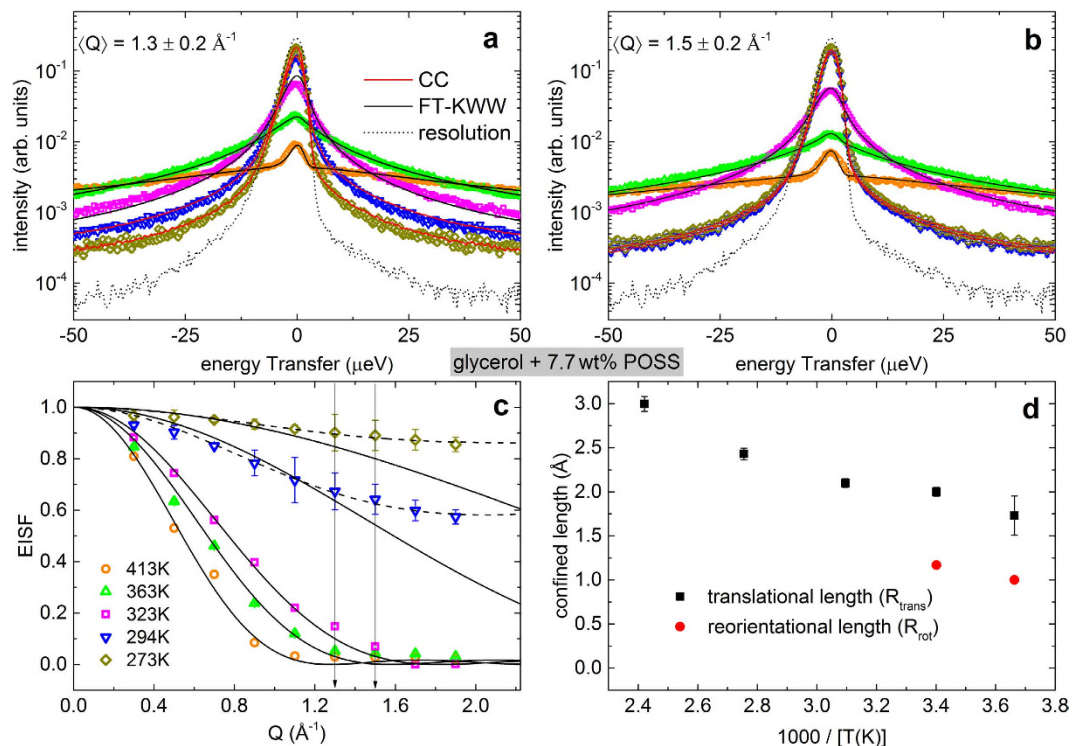 a
⟨Q⟩ = 1.3 ± 0.2 Å⁻¹
CC
FT-KWW
resolution
intensity (arb. units)
10⁻¹
10⁻²
10⁻³
10⁻⁴
-50 -25 0 25 50
energy Transfer (μeV)
b
⟨Q⟩ = 1.5 ± 0.2 Å⁻¹
intensity (arb. units)
10⁻¹
10⁻²
10⁻³
10⁻⁴
-50 -25 0 25 50
energy Transfer (μeV)
glycerol + 7.7 wt% POSS
c
EISF
1.0
0.8
0.6
0.4
0.2
0.0
413K
363K
323K
294K
273K
0.0 0.4 0.8 1.2 1.6 2.0
Q (Å⁻¹)
d
confined length (Å)
3.0
2.5
2.0
1.5
1.0
0.5
0.0
translational length (R_trans)
reorientational length (R_rot)
2.4 2.6 2.8 3.0 3.2 3.4 3.6 3.8
1000 / [T(K)]